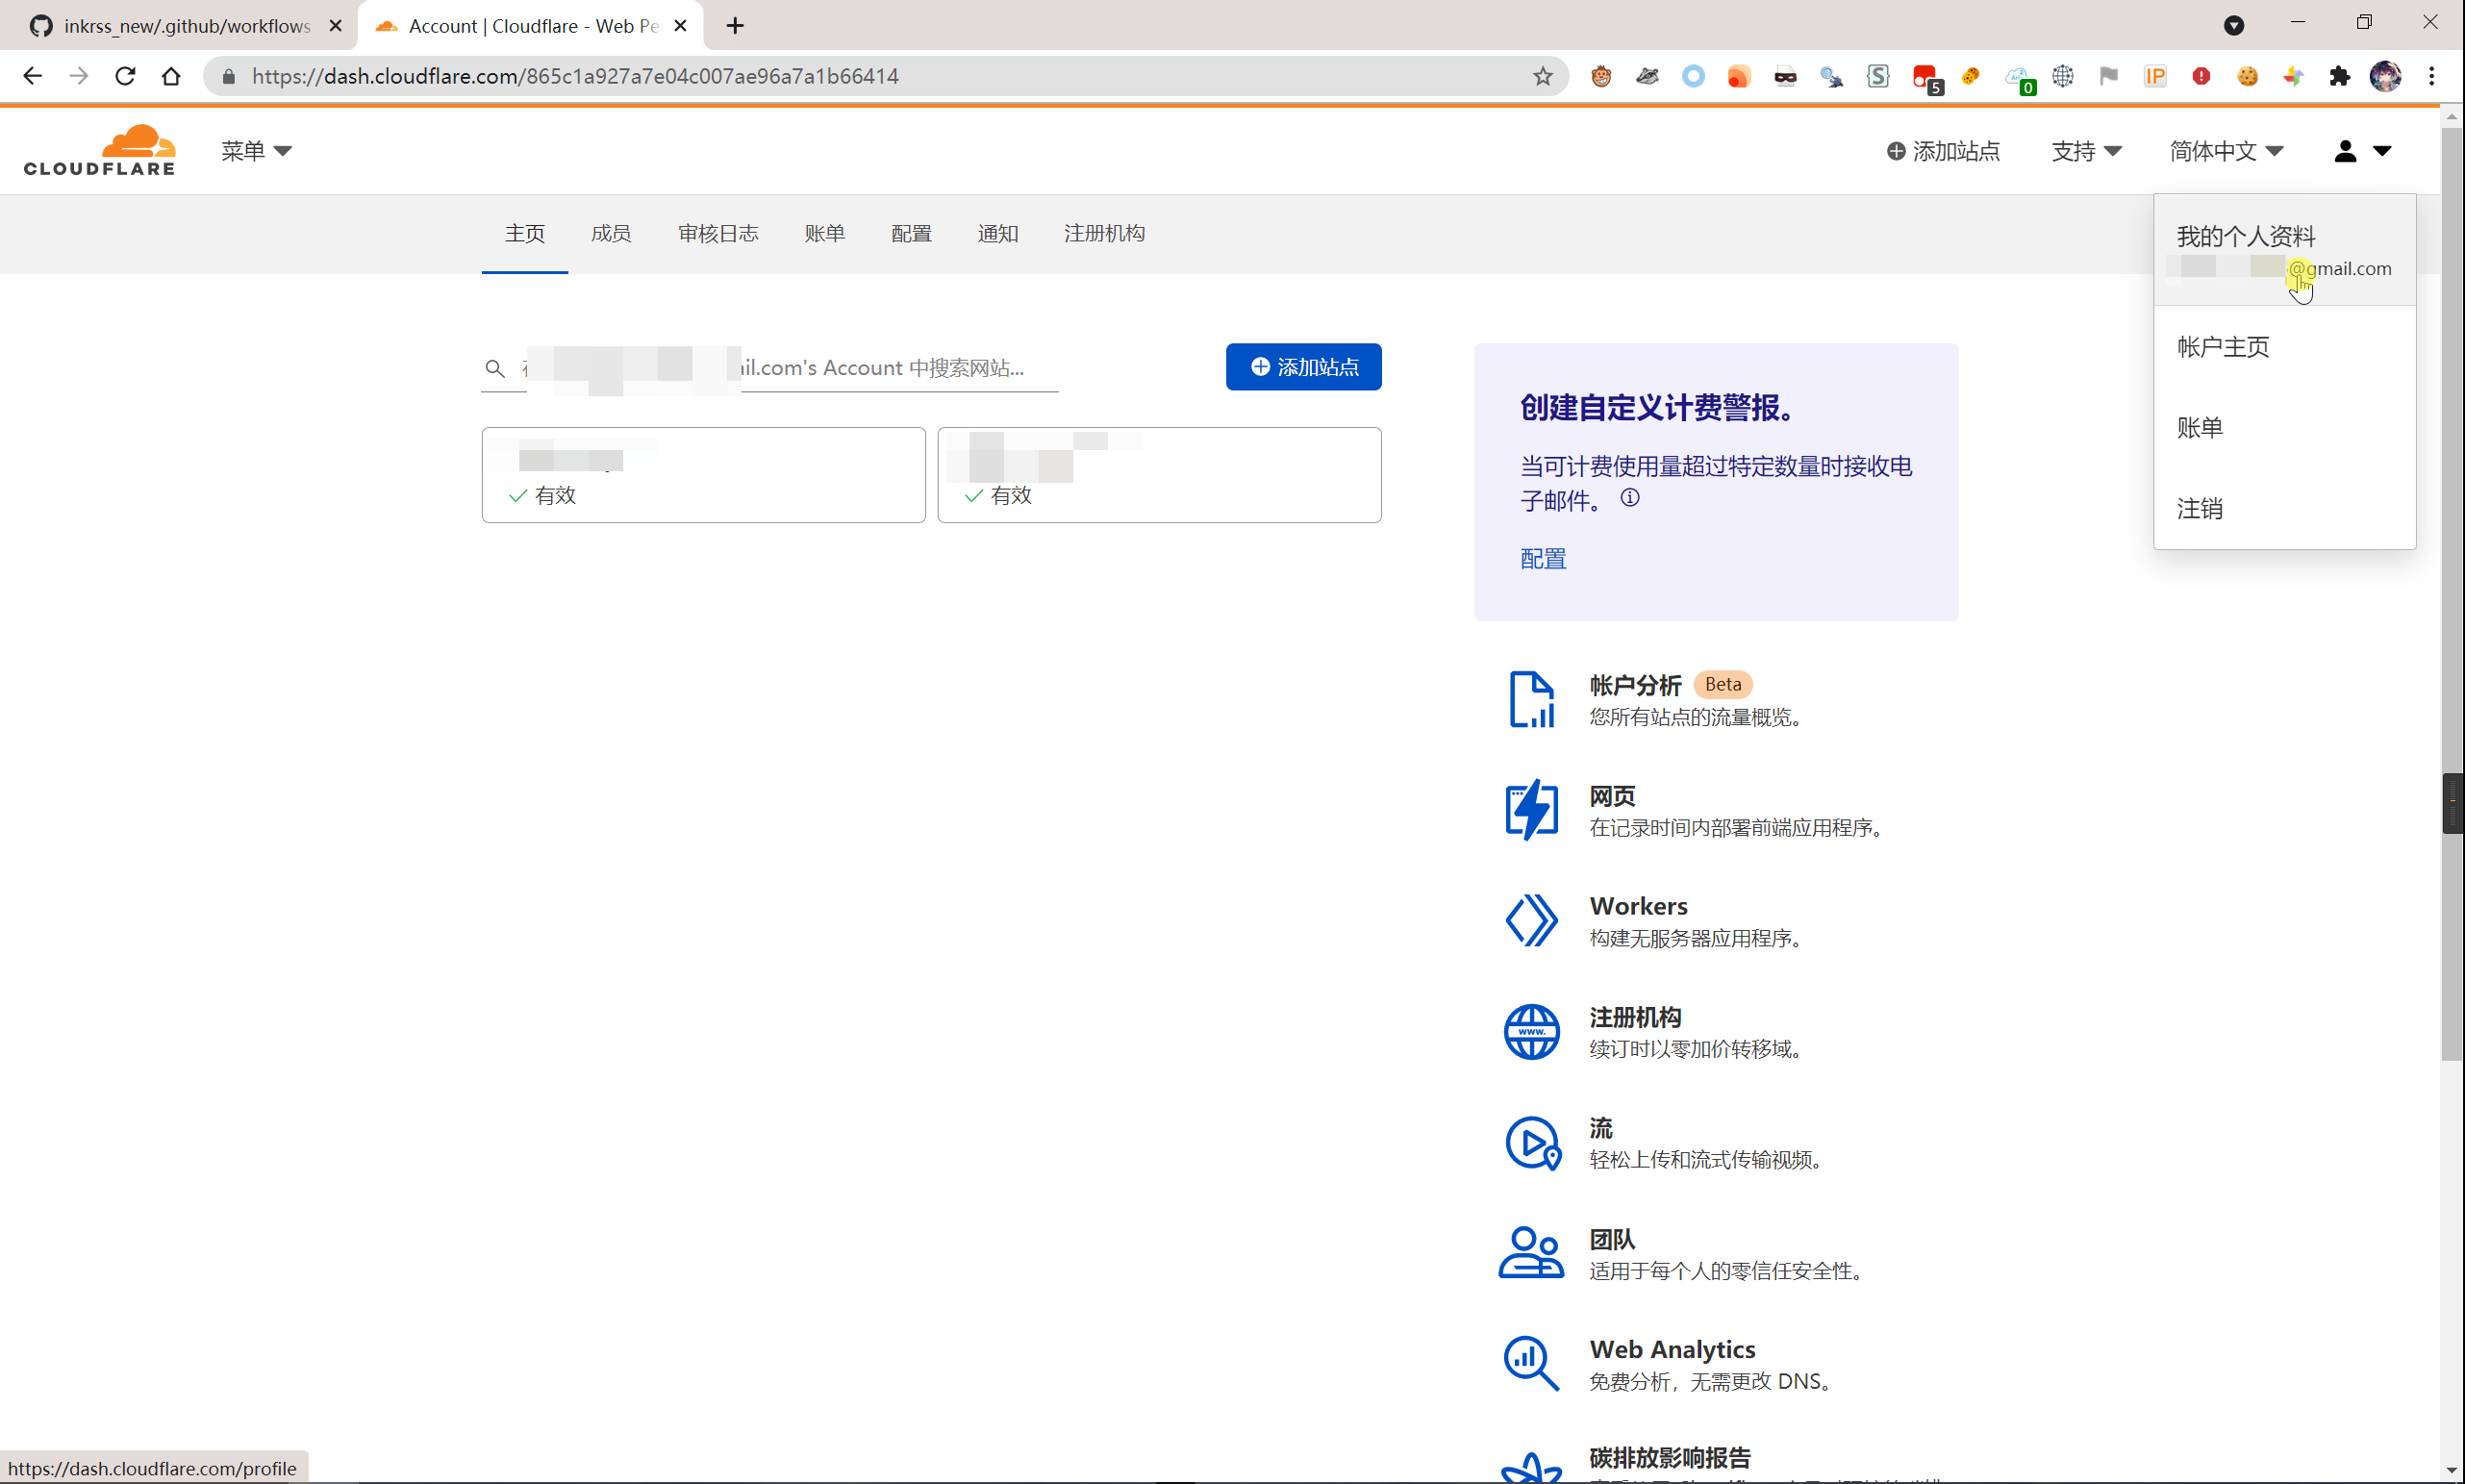 inkrss_new/.github/workflows
Account | Cloudflare - Web Pe
https://dash.cloudflare.com/865c1a927a7e04c007ae96a7a1b66414
5
0
IP
CLOUDFLARE
菜单
添加站点
支持
简体中文
主页
成员
审核日志
账单
配置
通知
注册机构
我的个人资料
@gmail.com
帐户主页
账单
注销
il.com's Account 中搜索网站...
添加站点
有效
有效
创建自定义计费警报。
当可计费使用量超过特定数量时接收电
子邮件。
配置
帐户分析 Beta
您所有站点的流量概览。
网页
在记录时间内部署前端应用程序。
Workers
构建无服务器应用程序。
www.
注册机构
续订时以零加价转移域。
流
轻松上传和流式传输视频。
团队
适用于每个人的零信任安全性。
Web Analytics
免费分析，无需更改 DNS。
碳排放影响报告
https://dash.cloudflare.com/profile